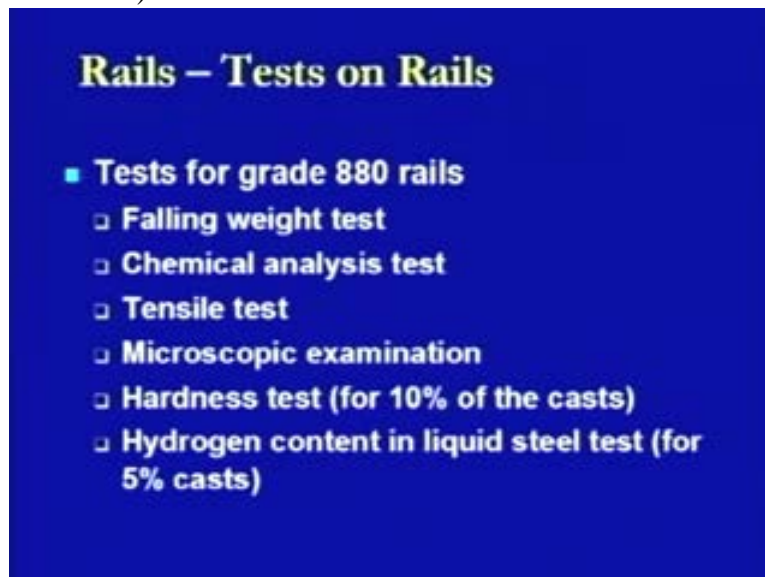 Rails – Tests on Rails
Tests for grade 880 rails
Falling weight test
Chemical analysis test
Tensile test
Microscopic examination
Hardness test (for 10% of the casts)
Hydrogen content in liquid steel test (for
5% casts)